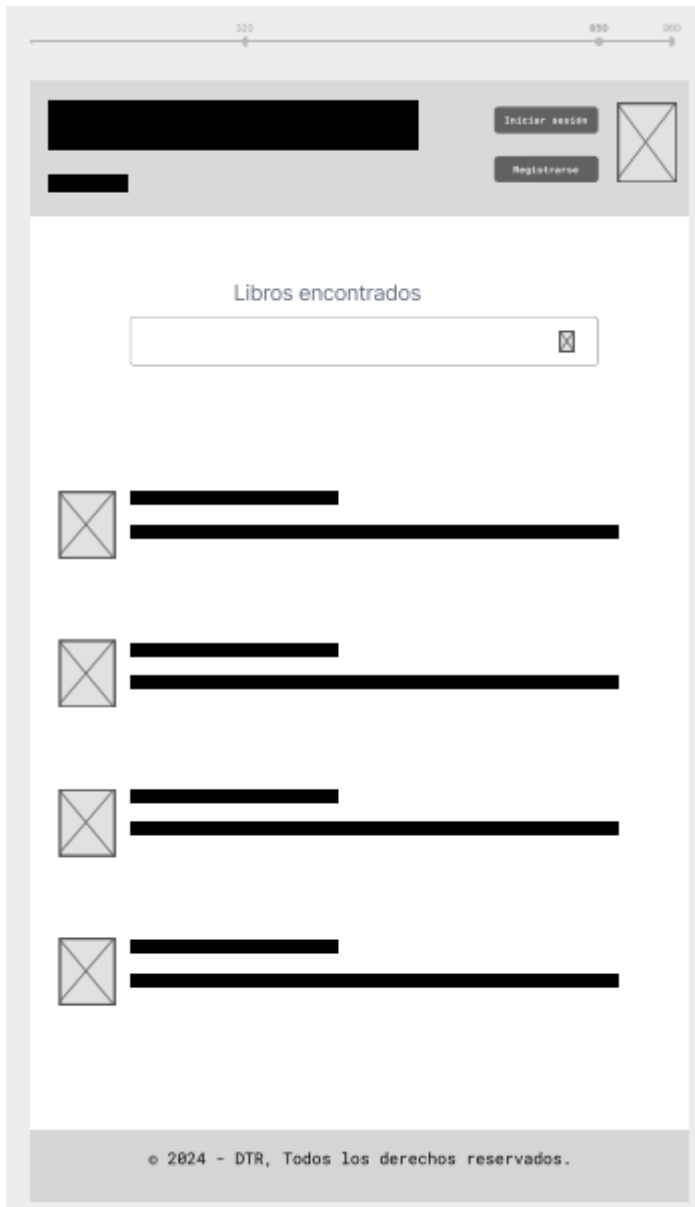 320
850
960
Iniciar sesión
Registrarse
Libros encontrados
© 2024 - DTR, Todos los derechos reservados.